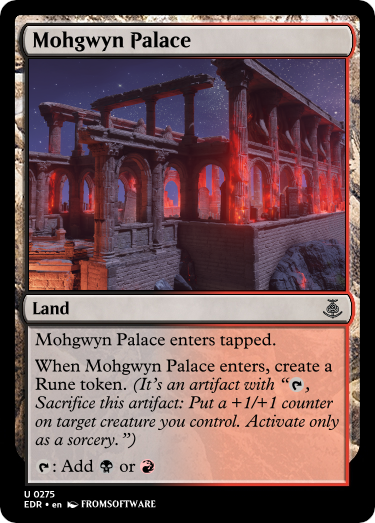 Mohgwyn Palace
Land
Mohgwyn Palace enters tapped.
When Mohgwyn Palace enters, create a
Rune token. (It's an artifact with “,
Sacrifice this artifact: Put a +1/+1 counter
on target creature you control. Activate only
as a sorcery.”)
: Add or
U 0275
EDR • en FROMSOFTWARE